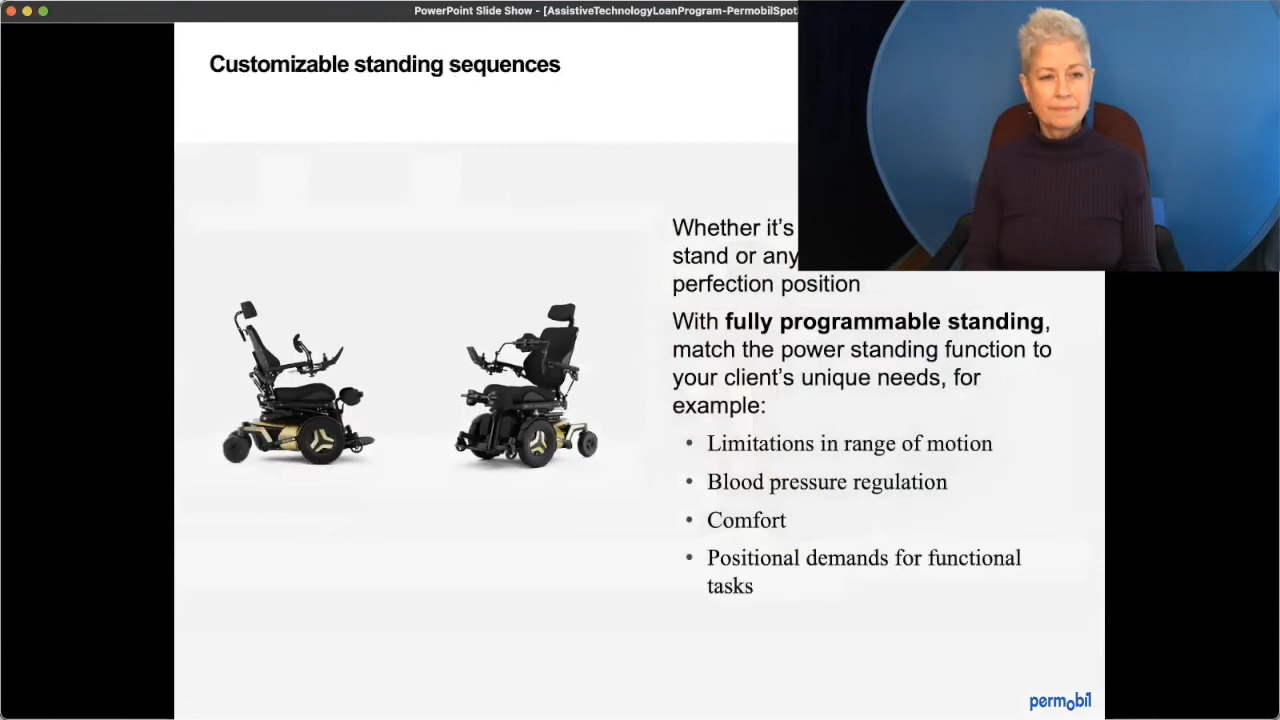 PowerPoint Slide Show - [AssistiveTechnologyLoanProgram-PermobilSpot
Customizable standing sequences
Whether it's
stand or any
perfection position
With fully programmable standing,
match the power standing function to
your client's unique needs, for
example:
• Limitations in range of motion
• Blood pressure regulation
• Comfort
• Positional demands for functional
tasks
permobil